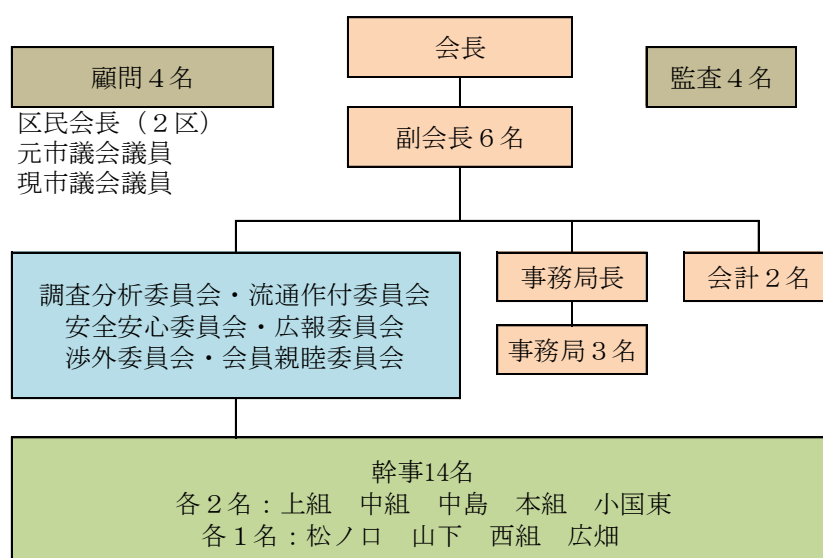 会長
顧問４名
監査４名
区民会長（２区）
元市議会議員
現市議会議員
副会長６名
調査分析委員会・流通作付委員会
安全安心委員会・広報委員会
渉外委員会・会員親睦委員会
事務局長
会計２名
事務局３名
幹事14名
各２名：上組　中組　中島　本組　小国東
各１名：松ノ口　山下　西組　広畑